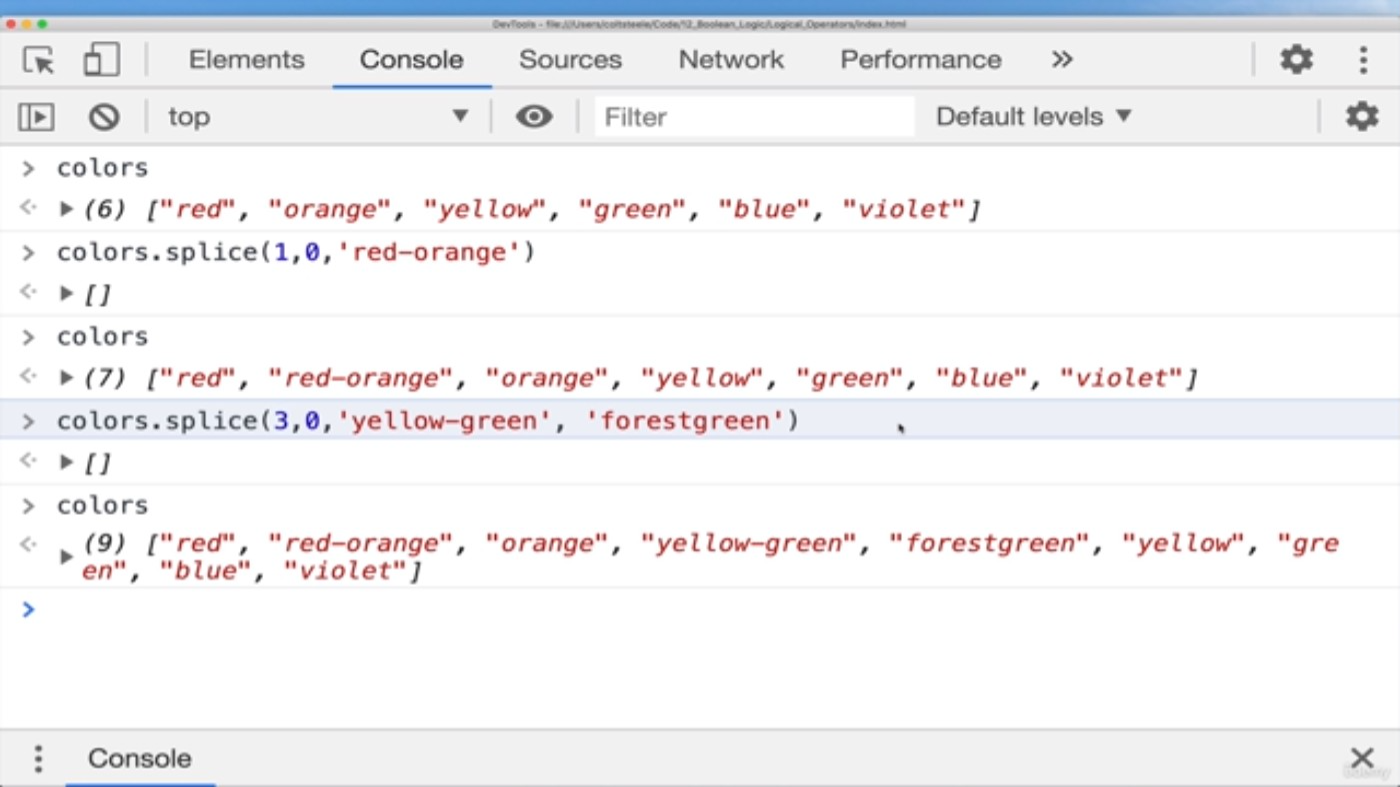 DevTools - file:///Users/coltsteele/Code/12_Boolean_Logic/Logical_Operators/index.html
Elements Console Sources Network Performance »
top Filter Default levels ▼
> colors
(6) ["red", "orange", "yellow", "green", "blue", "violet"]
> colors.splice(1,0,'red-orange')
[]
> colors
(7) ["red", "red-orange", "orange", "yellow", "green", "blue", "violet"]
> colors.splice(3,0,'yellow-green', 'forestgreen')
[]
> colors
(9) ["red", "red-orange", "orange", "yellow-green", "forestgreen", "yellow", "gre
en", "blue", "violet"]
>
Console
udemy